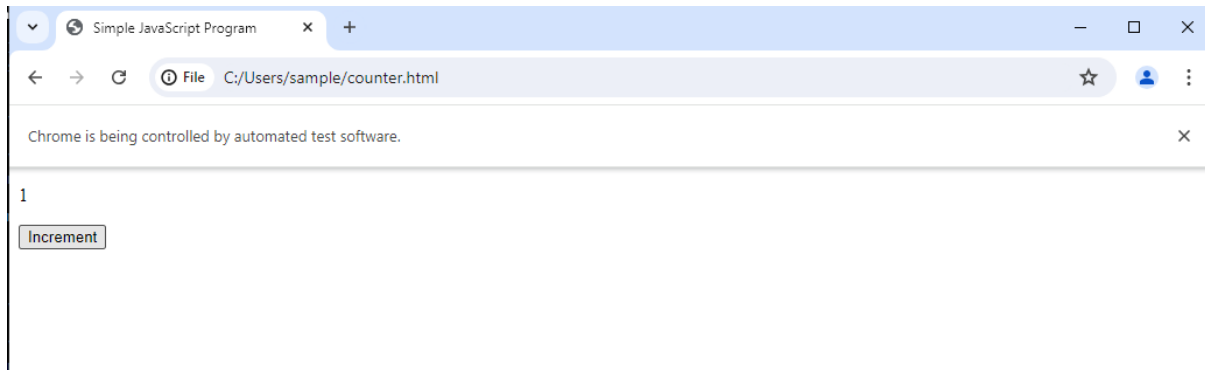 Simple JavaScript Program
File C:/Users/sample/counter.html
Chrome is being controlled by automated test software.
1
Increment